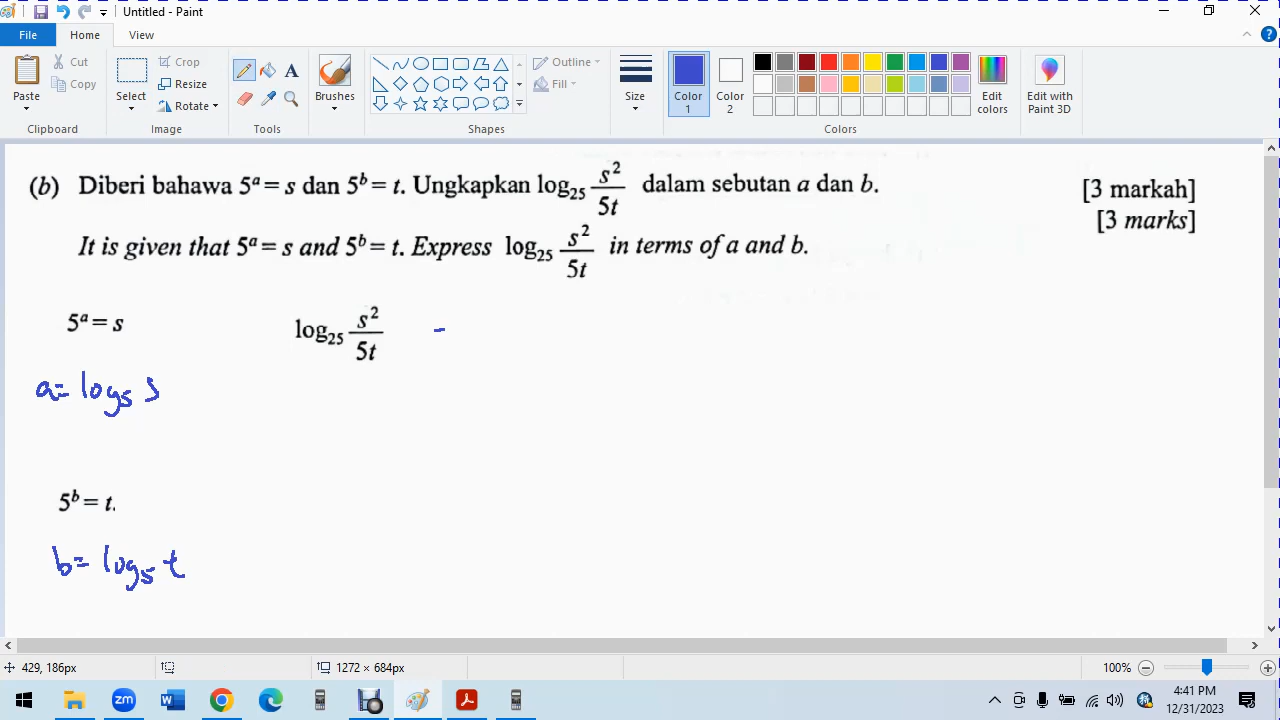 Untitled - Paint
File Home View
Paste Cut Copy Clipboard
Select Crop Resize Rotate Image
Tools
Brushes
Outline Fill Shapes
Size
Color 1 Color 2 Edit colors Colors
Edit with Paint 3D
(b) Diberi bahawa 5^a = s dan 5^b = t. Ungkapkan log₂₅ s²/5t dalam sebutan a dan b. [3 markah]
[3 marks]
It is given that 5^a = s and 5^b = t. Express log₂₅ s²/5t in terms of a and b.
5^a = s log₂₅ s²/5t -
a = log₅ s
5^b = t.
b = log₅ t
429, 186px 1272 × 684px 100%
zm W
4:41 PM
12/31/2023